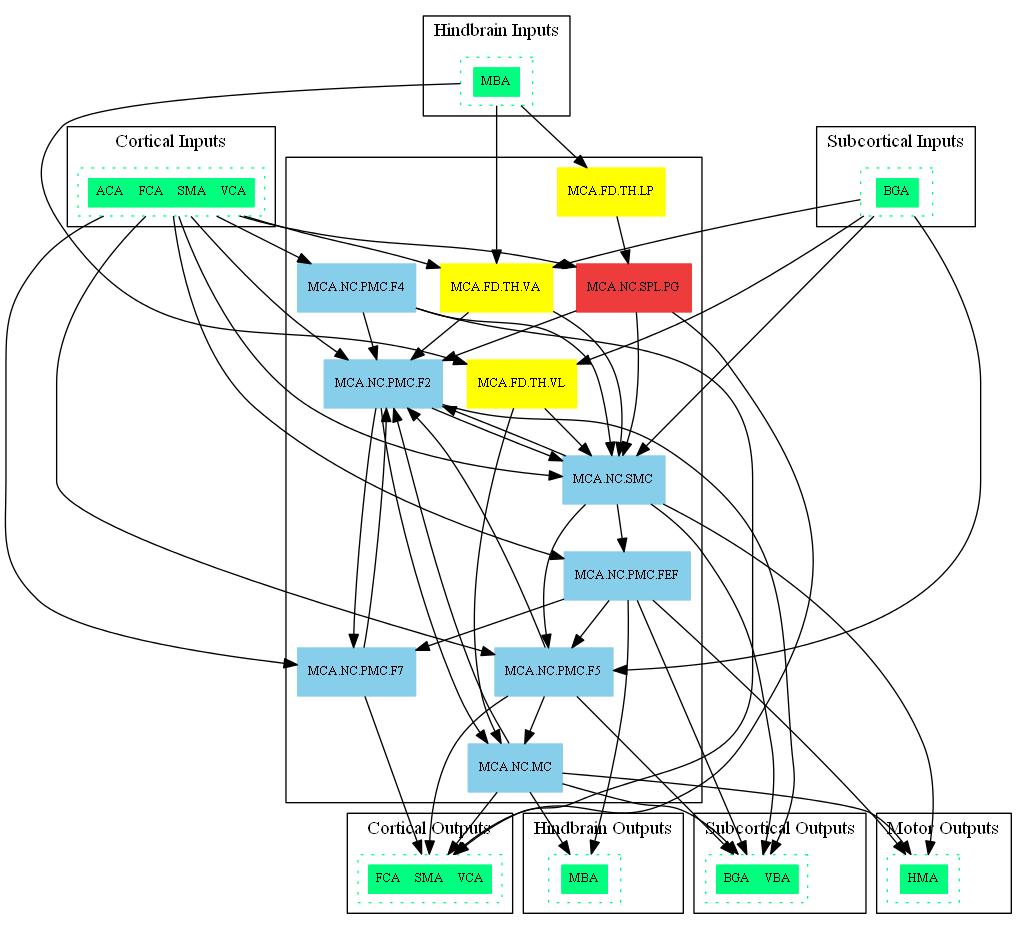 Hindbrain Inputs
MBA
Cortical Inputs
ACA FCA SMA VCA
Subcortical Inputs
BGA
MCA.FD.TH.LP
MCA.NC.PMC.F4
MCA.FD.TH.VA
MCA.NC.SPL.PG
MCA.NC.PMC.F2
MCA.FD.TH.VL
MCA.NC.SMC
MCA.NC.PMC.FEF
MCA.NC.PMC.F7
MCA.NC.PMC.F5
MCA.NC.MC
Cortical Outputs
FCA SMA VCA
Hindbrain Outputs
MBA
Subcortical Outputs
BGA VBA
Motor Outputs
HMA